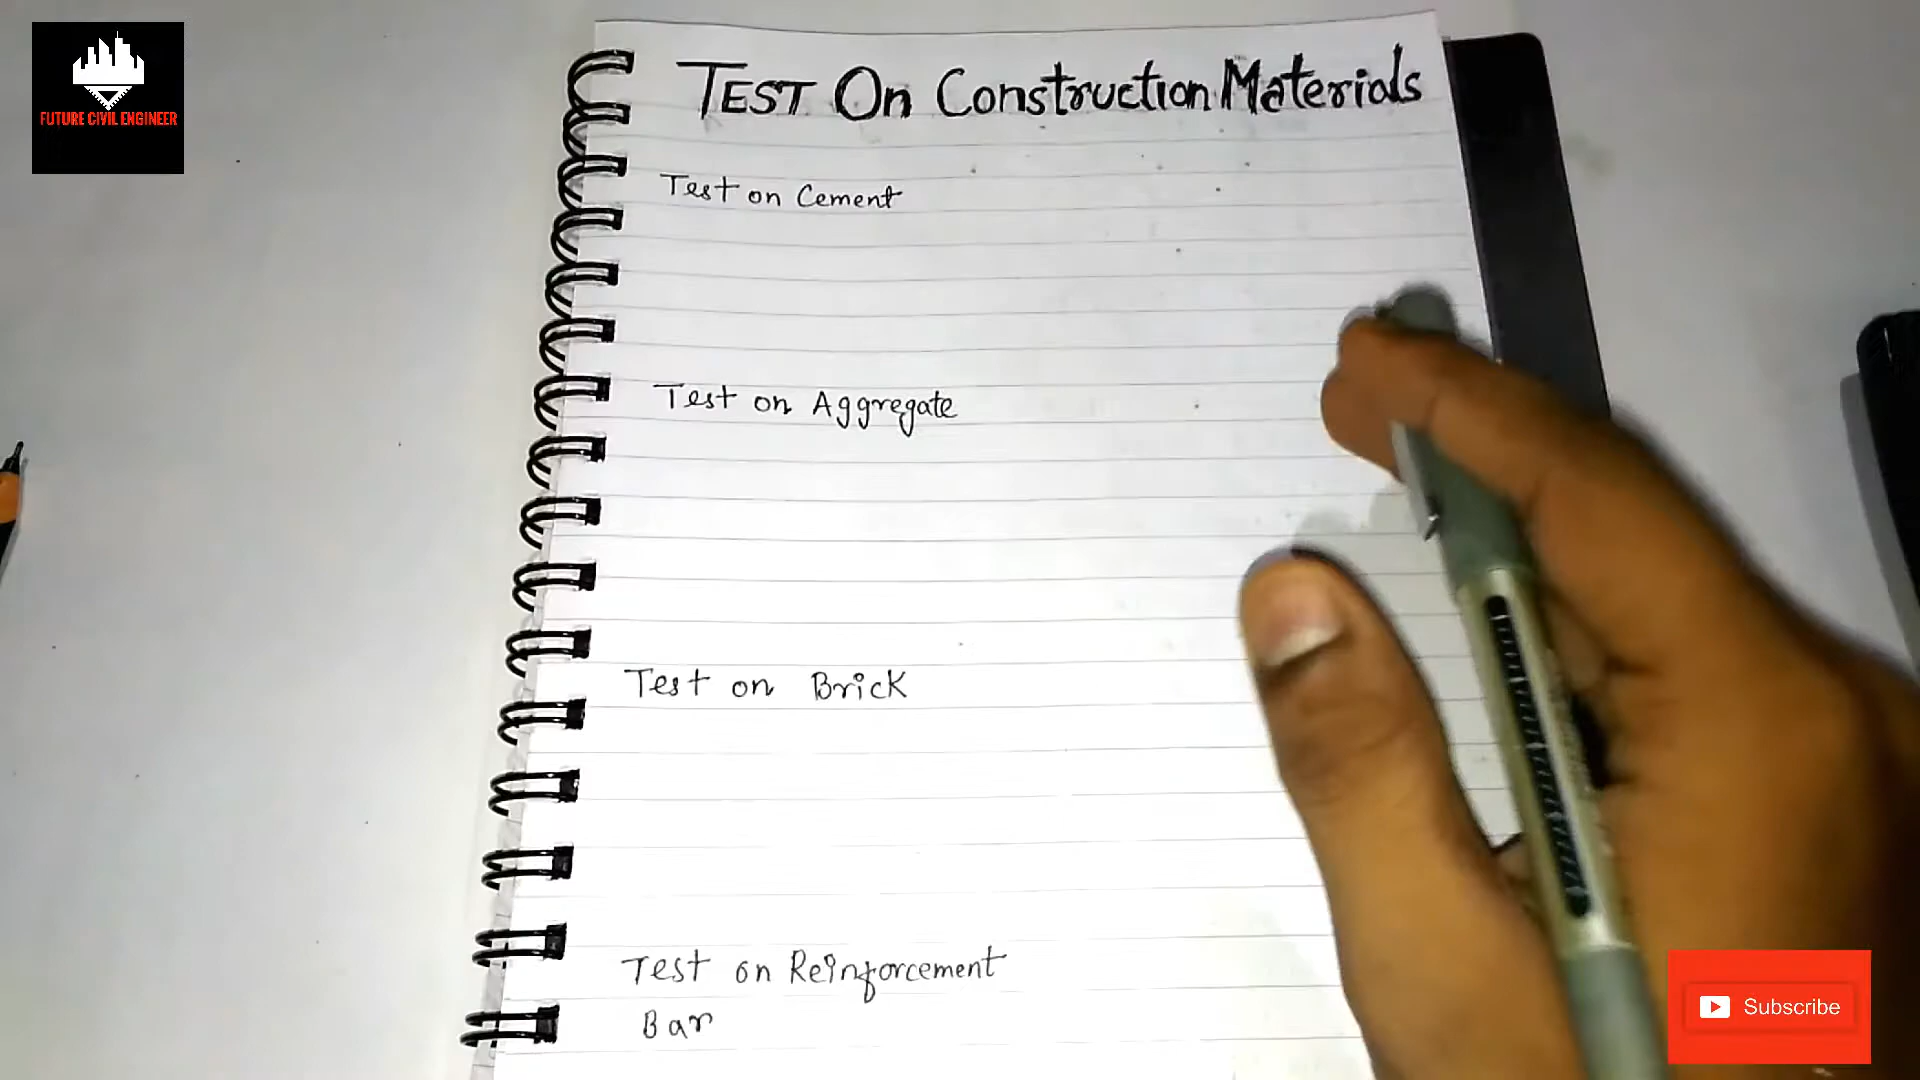 FUTURE CIVIL ENGINEER
TEST On Construction Materials
Test on Cement
Test on Aggregate
Test on Brick
Test on Reinforcement
Bar
Subscribe